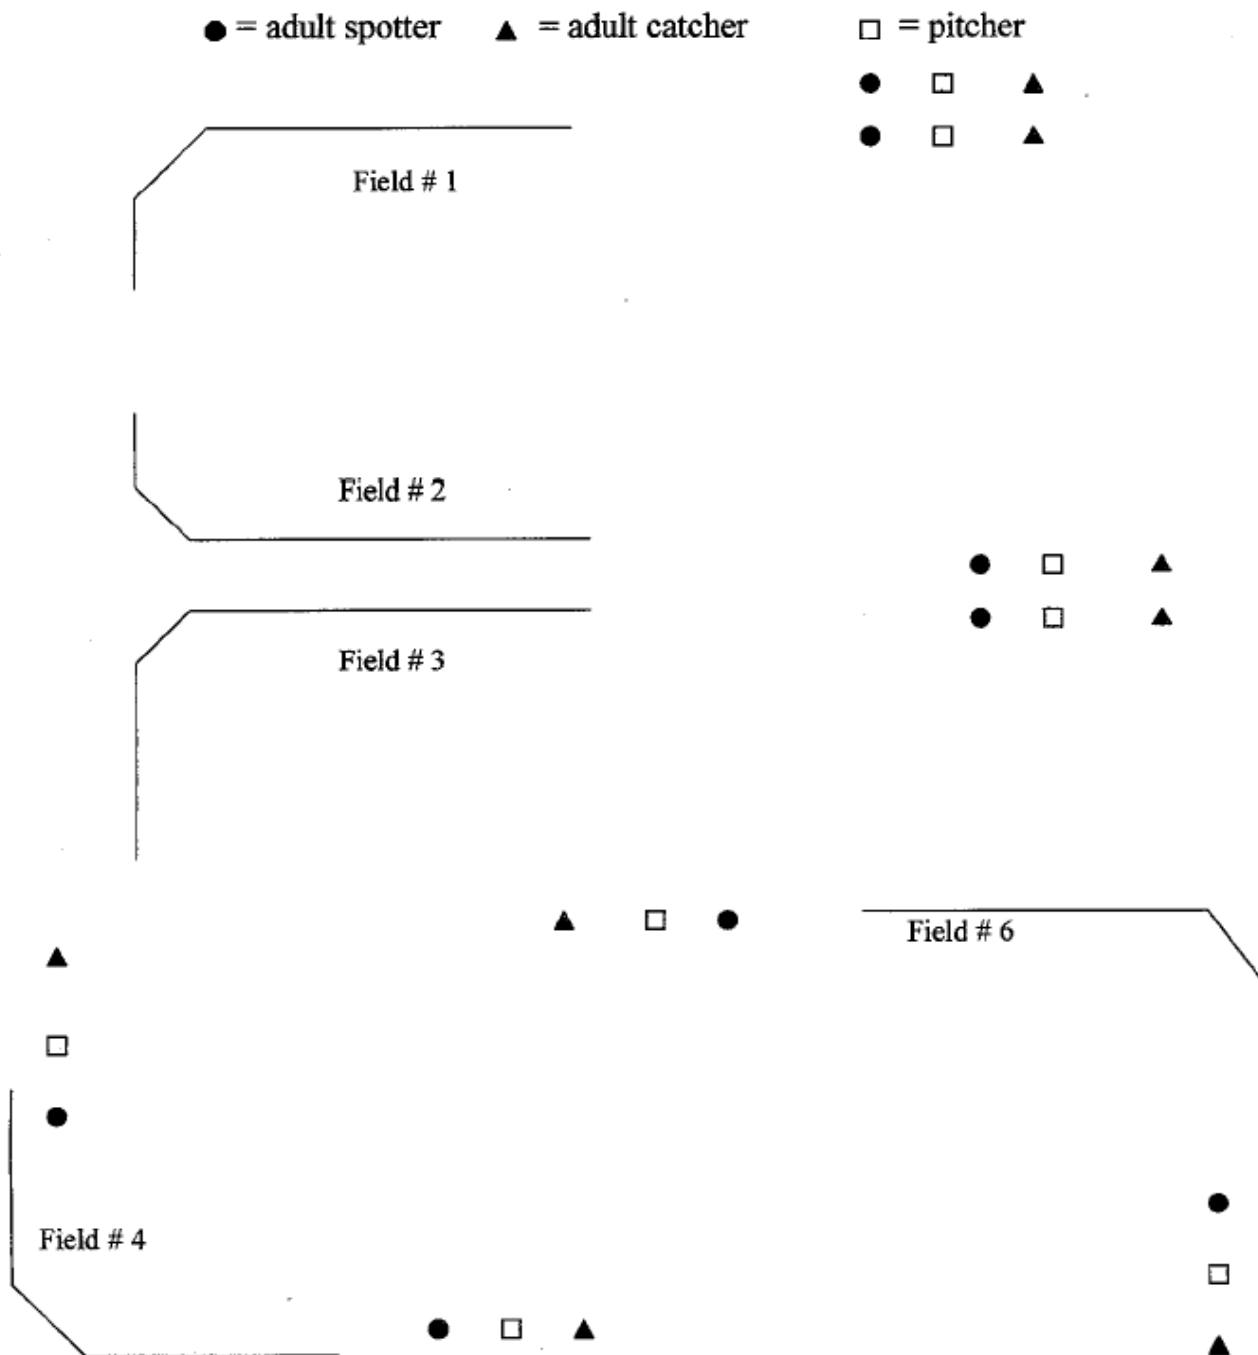 ● = adult spotter ▲ = adult catcher □ = pitcher
Field # 1
Field # 2
Field # 3
Field # 6
Field # 4